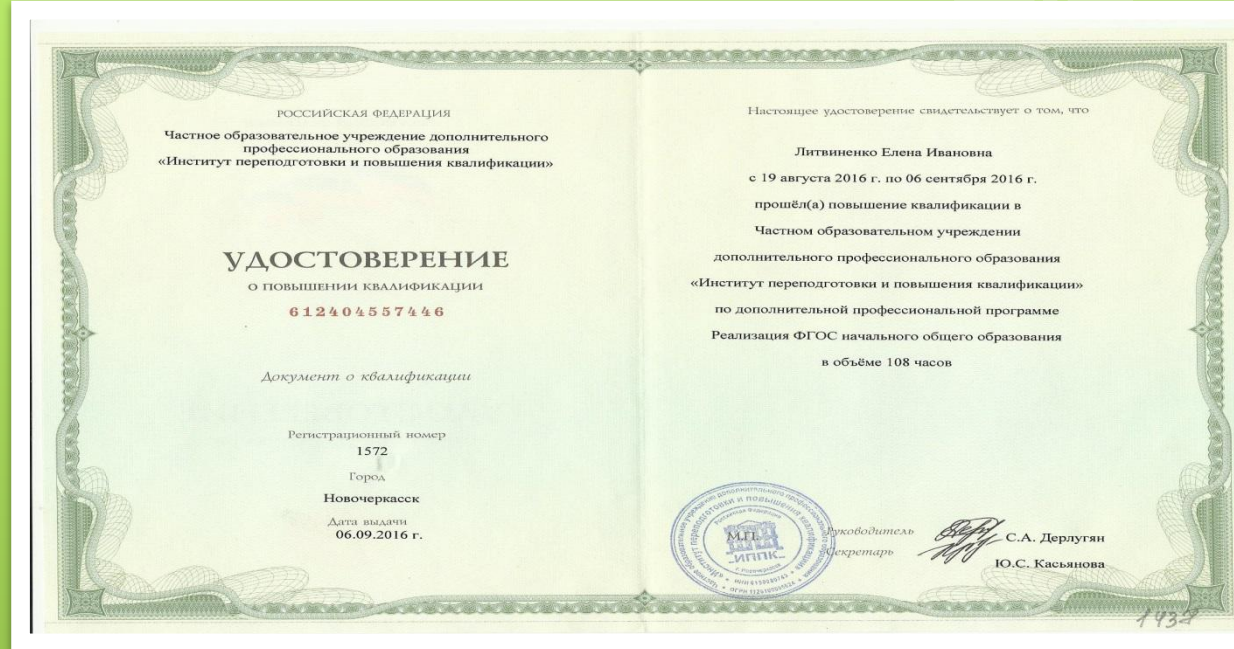 РОССИЙСКАЯ ФЕДЕРАЦИЯ
Частное образовательное учреждение дополнительного
профессионального образования
«Институт переподготовки и повышения квалификации»
УДОСТОВЕРЕНИЕ
О ПОВЫШЕНИИ КВАЛИФИКАЦИИ
612404557446
Документ о квалификации
Регистрационный номер
1572
Город
Новочеркасск
Дата выдачи
06.09.2016 г.
Настоящее удостоверение свидетельствует о том, что
Литвиненко Елена Ивановна
с 19 августа 2016 г. по 06 сентября 2016 г.
прошёл(а) повышение квалификации в
Частном образовательном учреждении
дополнительного профессионального образования
«Институт переподготовки и повышения квалификации»
по дополнительной профессиональной программе
Реализация ФГОС начального общего образования
в объёме 108 часов
М.П.
ИППК
Руководитель
С.А. Дерлугян
Секретарь
Ю.С. Касьянова